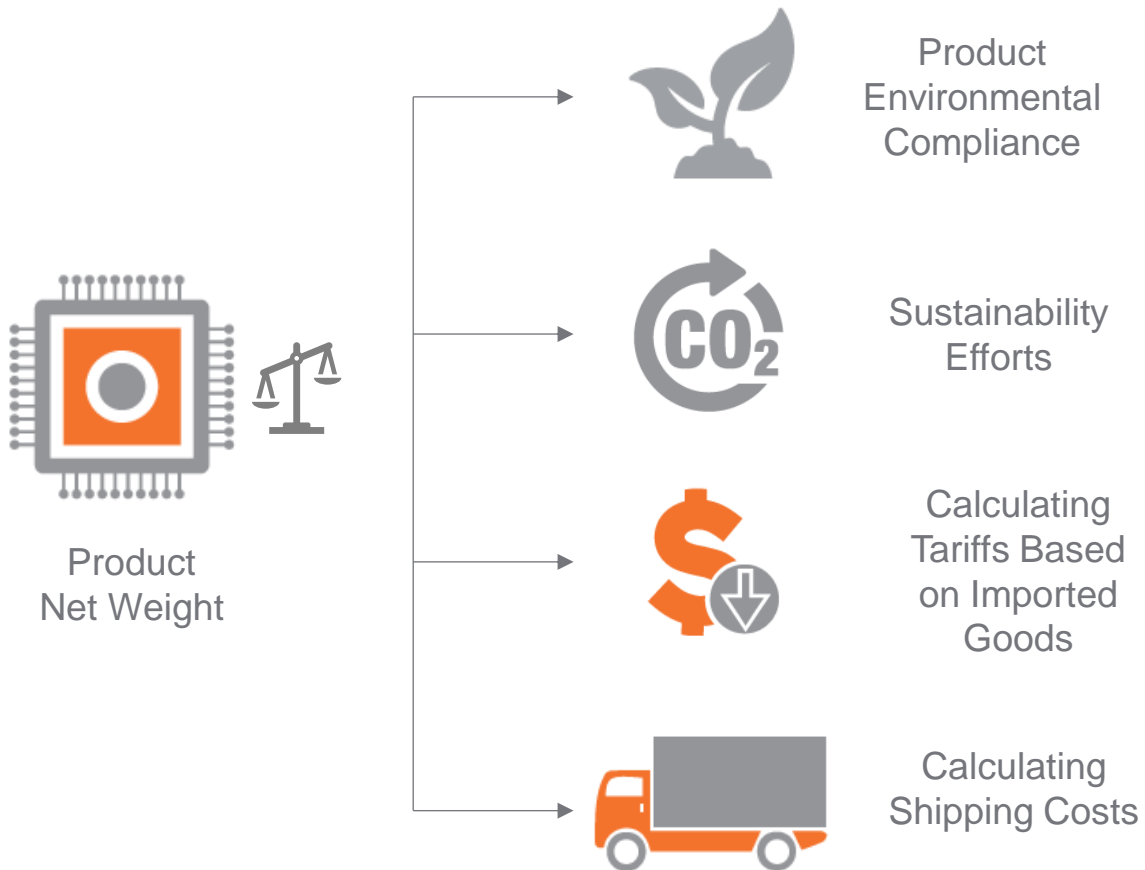 Product
Environmental
Compliance
CO2
Sustainability
Efforts
Product
Net Weight
$
Calculating
Tariffs Based
on Imported
Goods
Calculating
Shipping Costs